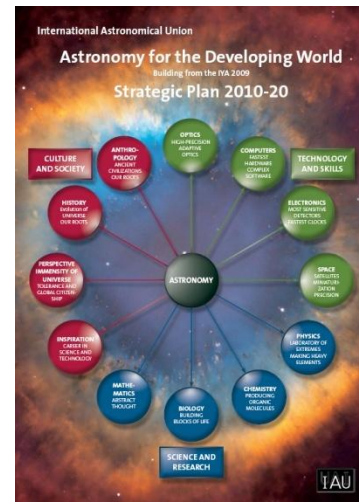 International Astronomical Union
Astronomy for the Developing World
Building from the IYA 2009
Strategic Plan 2010-20
OPTICS
HIGH-PRECISION
ADAPTIVE
OPTICS
ANTHRO-
POLOGY
ANCIENT
CIVILIZATIONS
OUR ROOTS
COMPUTERS
FASTEST
HARDWARE
COMPLEX
SOFTWARE
CULTURE
AND SOCIETY
TECHNOLOGY
AND SKILLS
HISTORY
Evolution of
UNIVERSE
OUR ROOTS
ELECTRONICS
MOST SENSITIVE
DETECTORS
FASTEST CLOCKS
PERSPECTIVE
IMMENSITY OF
UNIVERSE
TOLERANCE AND
GLOBAL CITIZEN-
SHIP
ASTRONOMY
SPACE
SATELLITES
MINIATURI-
ZATION
PRECISION
INSPIRATION
CAREER IN
SCIENCE AND
TECHNOLOGY
PHYSICS
LABORATORY OF
EXTREMES
MAKING HEAVY
ELEMENTS
MATHE-
MATICS
ABSTRACT
THOUGHT
BIOLOGY
BUILDING
BLOCKS OF LIFE
CHEMISTRY
PRODUCING
ORGANIC
MOLECULES
SCIENCE AND
RESEARCH
IAU